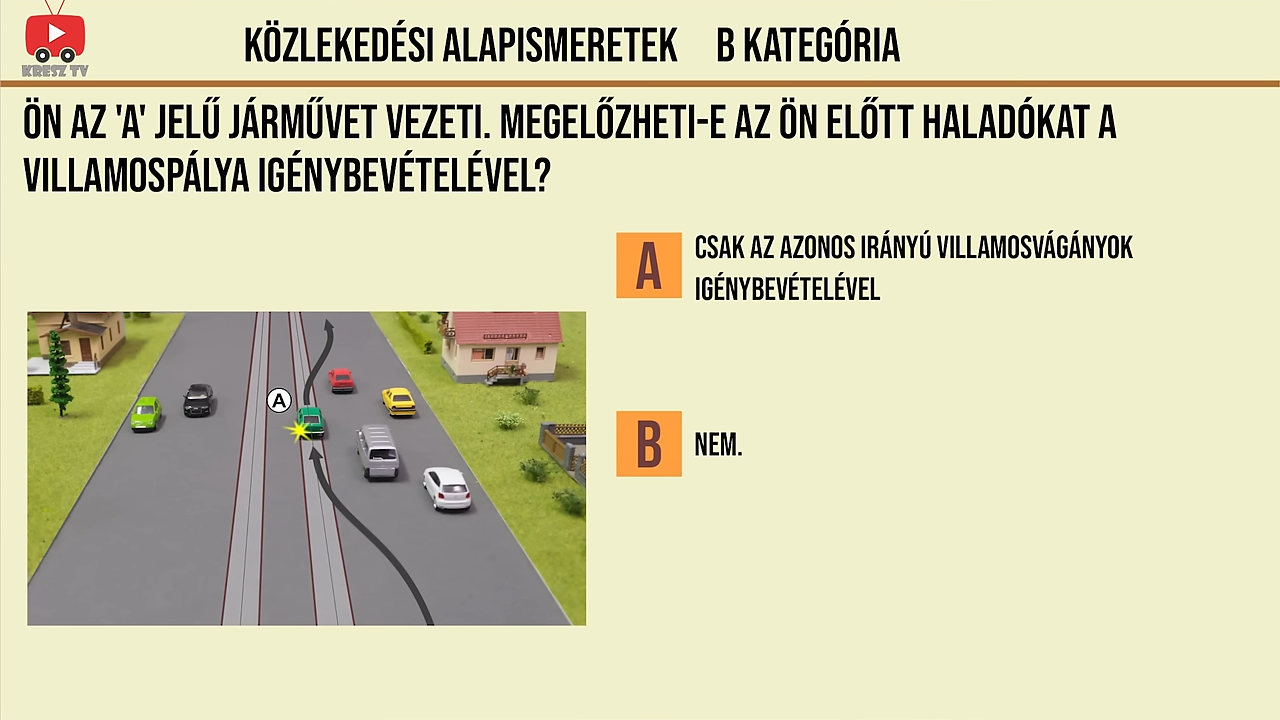 KRESZ TV
KÖZLEKEDÉSI ALAPISMERETEK B KATEGÓRIA
ÖN AZ 'A' JELŰ JÁRMŰVET VEZETI. MEGELŐZHETI-E AZ ÖN ELŐTT HALADÓKAT A
VILLAMOSPÁLYA IGÉNYBEVÉTELÉVEL?
A
CSAK AZ AZONOS IRÁNYÚ VILLAMOSVÁGÁNYOK
IGÉNYBEVÉTELÉVEL
A
B
NEM.